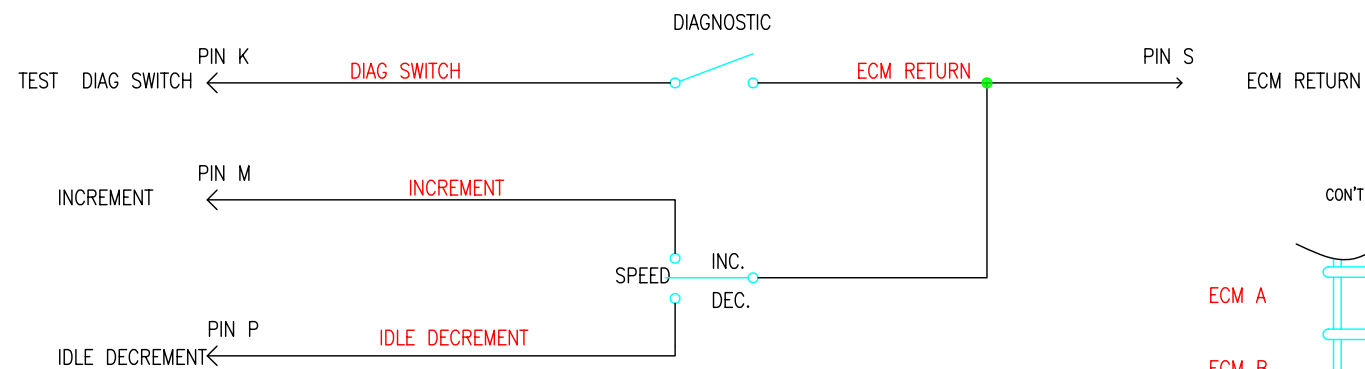 DIAGNOSTIC
PIN K
PIN S
TEST DIAG SWITCH
DIAG SWITCH
ECM RETURN
ECM RETURN
PIN M
INCREMENT
INCREMENT
CON'T
SPEED
INC.
DEC.
ECM A
PIN P
IDLE DECREMENT
IDLE DECREMENT
ECM B